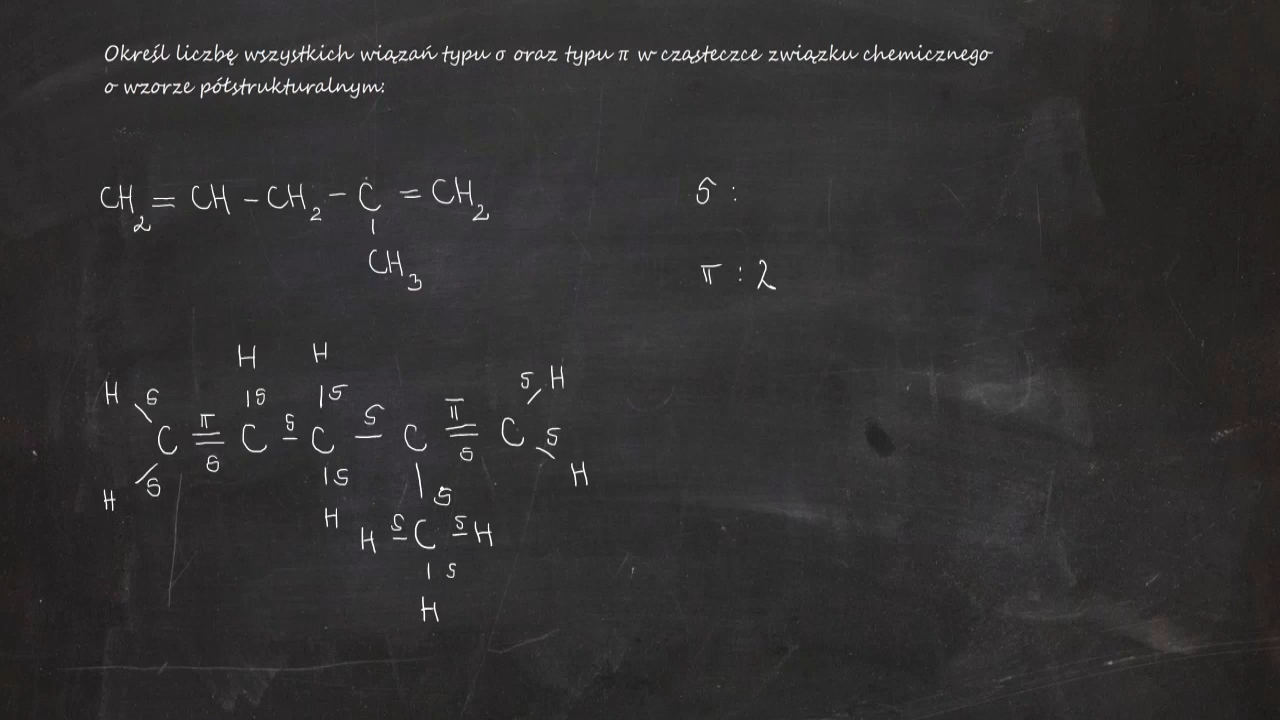 Określ liczbę wszystkich wiązań typu σ oraz typu π w cząsteczce związku chemicznego
o wzorze półstrukturalnym:
CH₂ = CH - CH₂ - C = CH₂
CH₃
σ :
π : 2
H H
H σ | σ | σ σ H
C π σ C σ C σ C π σ C σ
H σ | σ | σ H
H H σ C σ H
| σ
H